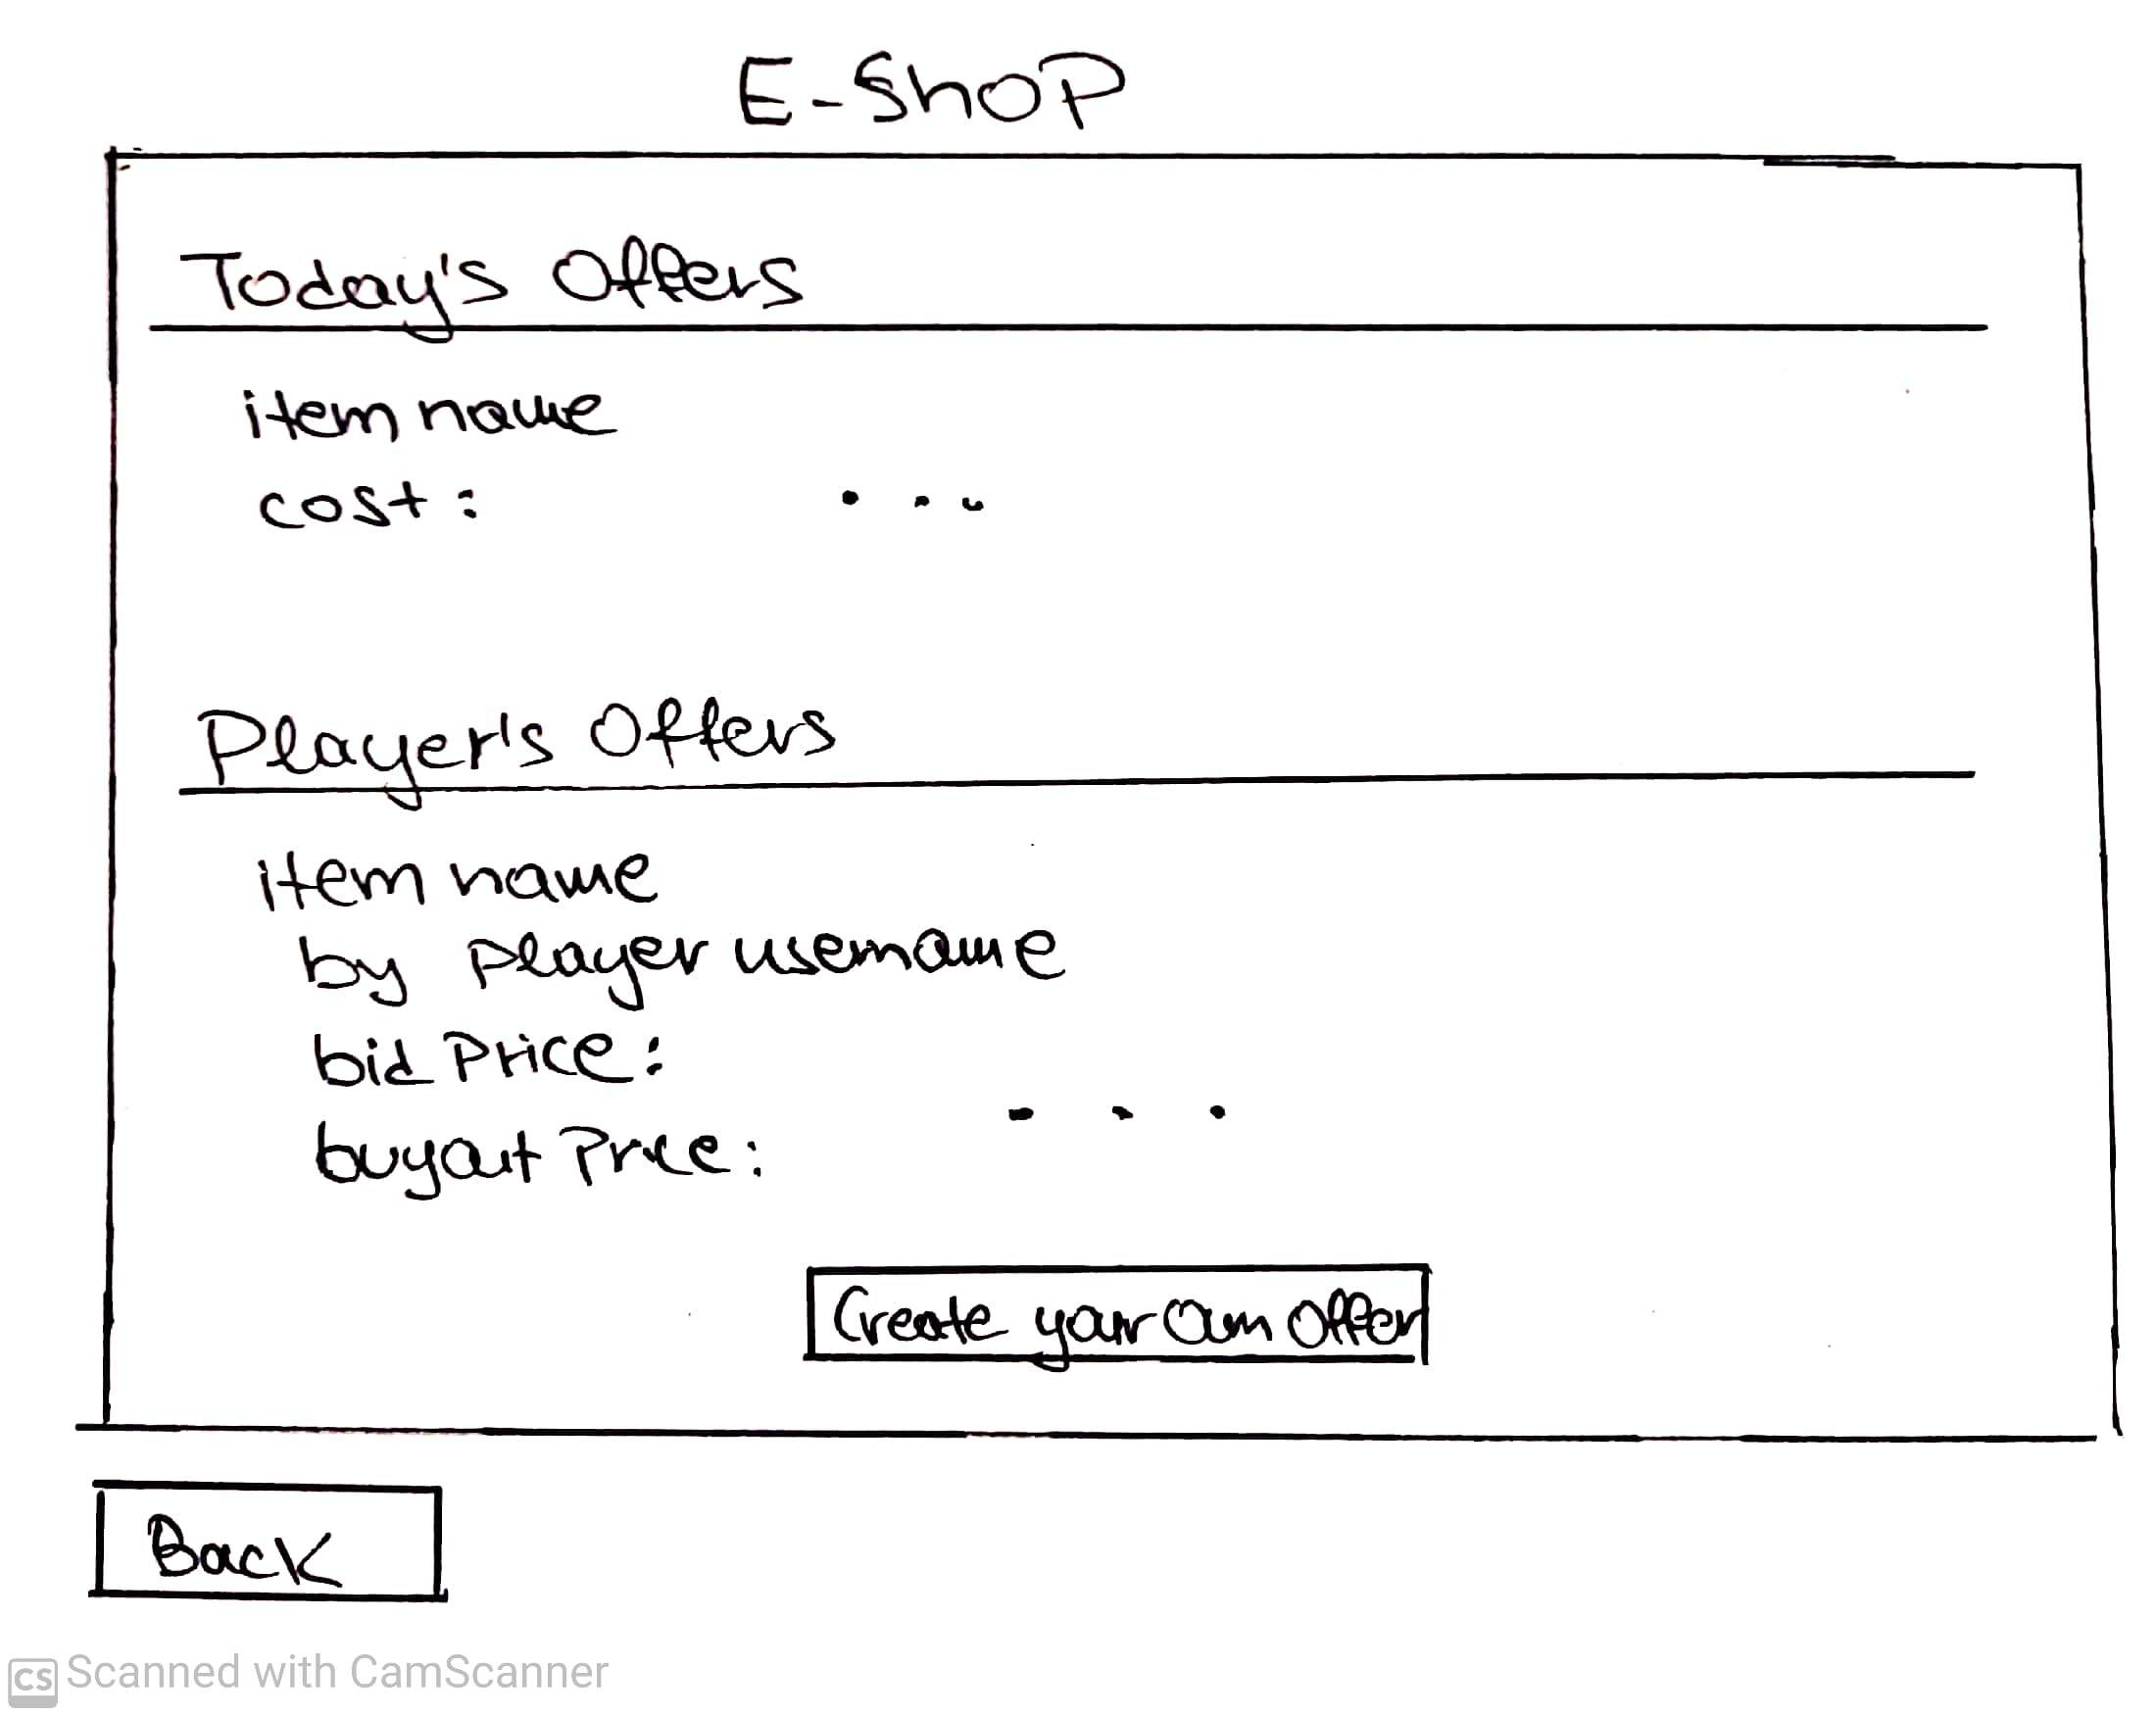 E-Shop
Today's Offers
item name
cost: ...
Player's Offers
item name
by player username
bid Price:
buyout Price: ...
Create your own offer
Back
CS Scanned with CamScanner